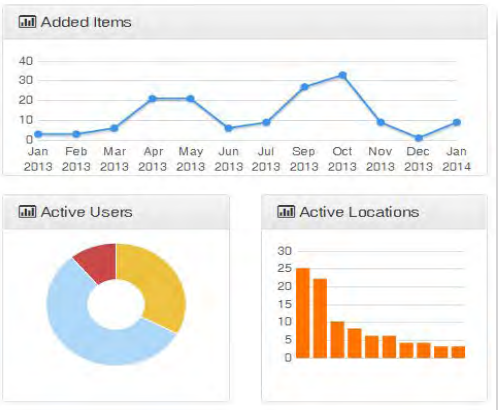 Added Items
40
30
20
10
0
Jan Feb Mar Apr May Jun Jul Sep Oct Nov Dec Jan
2013 2013 2013 2013 2013 2013 2013 2013 2013 2013 2013 2014
Active Users
Active Locations
30
25
20
15
10
5
0